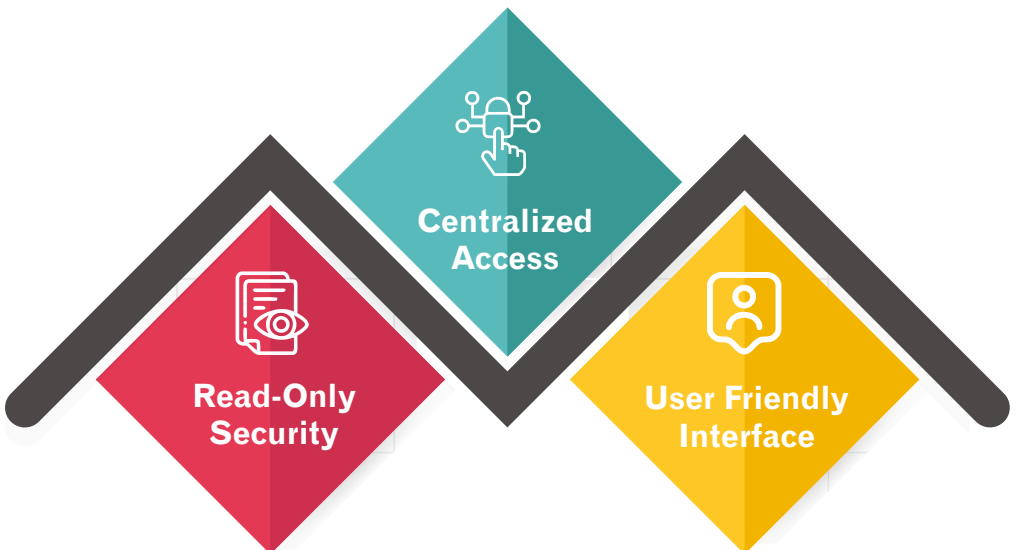 Centralized
Access
Read-Only
Security
User Friendly
Interface